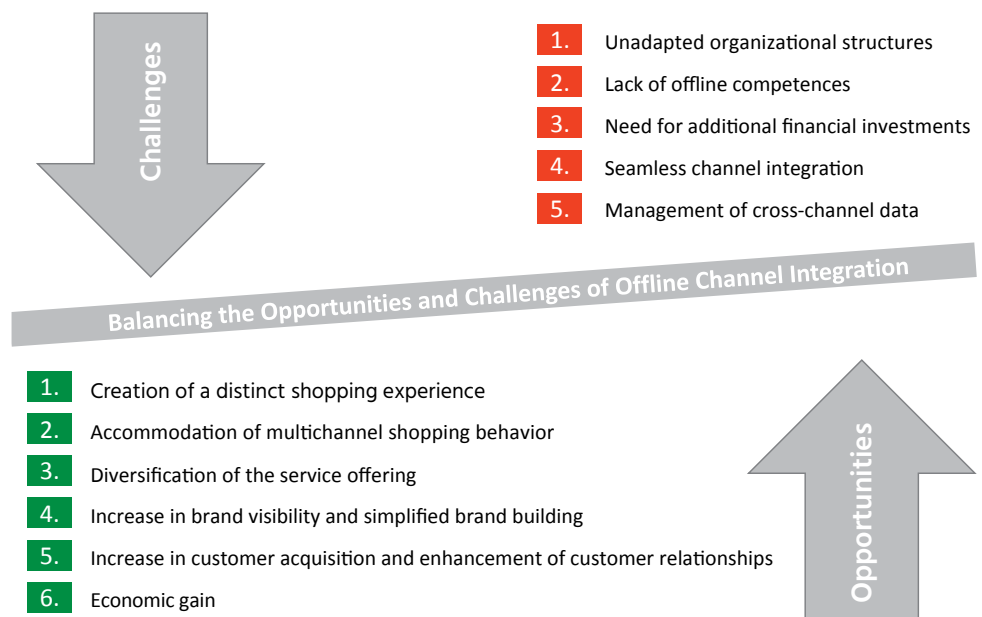 Challenges
1. Unadapted organizational structures
2. Lack of offline competences
3. Need for additional financial investments
4. Seamless channel integration
5. Management of cross-channel data
Balancing the Opportunities and Challenges of Offline Channel Integration
1. Creation of a distinct shopping experience
2. Accommodation of multichannel shopping behavior
3. Diversification of the service offering
4. Increase in brand visibility and simplified brand building
5. Increase in customer acquisition and enhancement of customer relationships
6. Economic gain
Opportunities